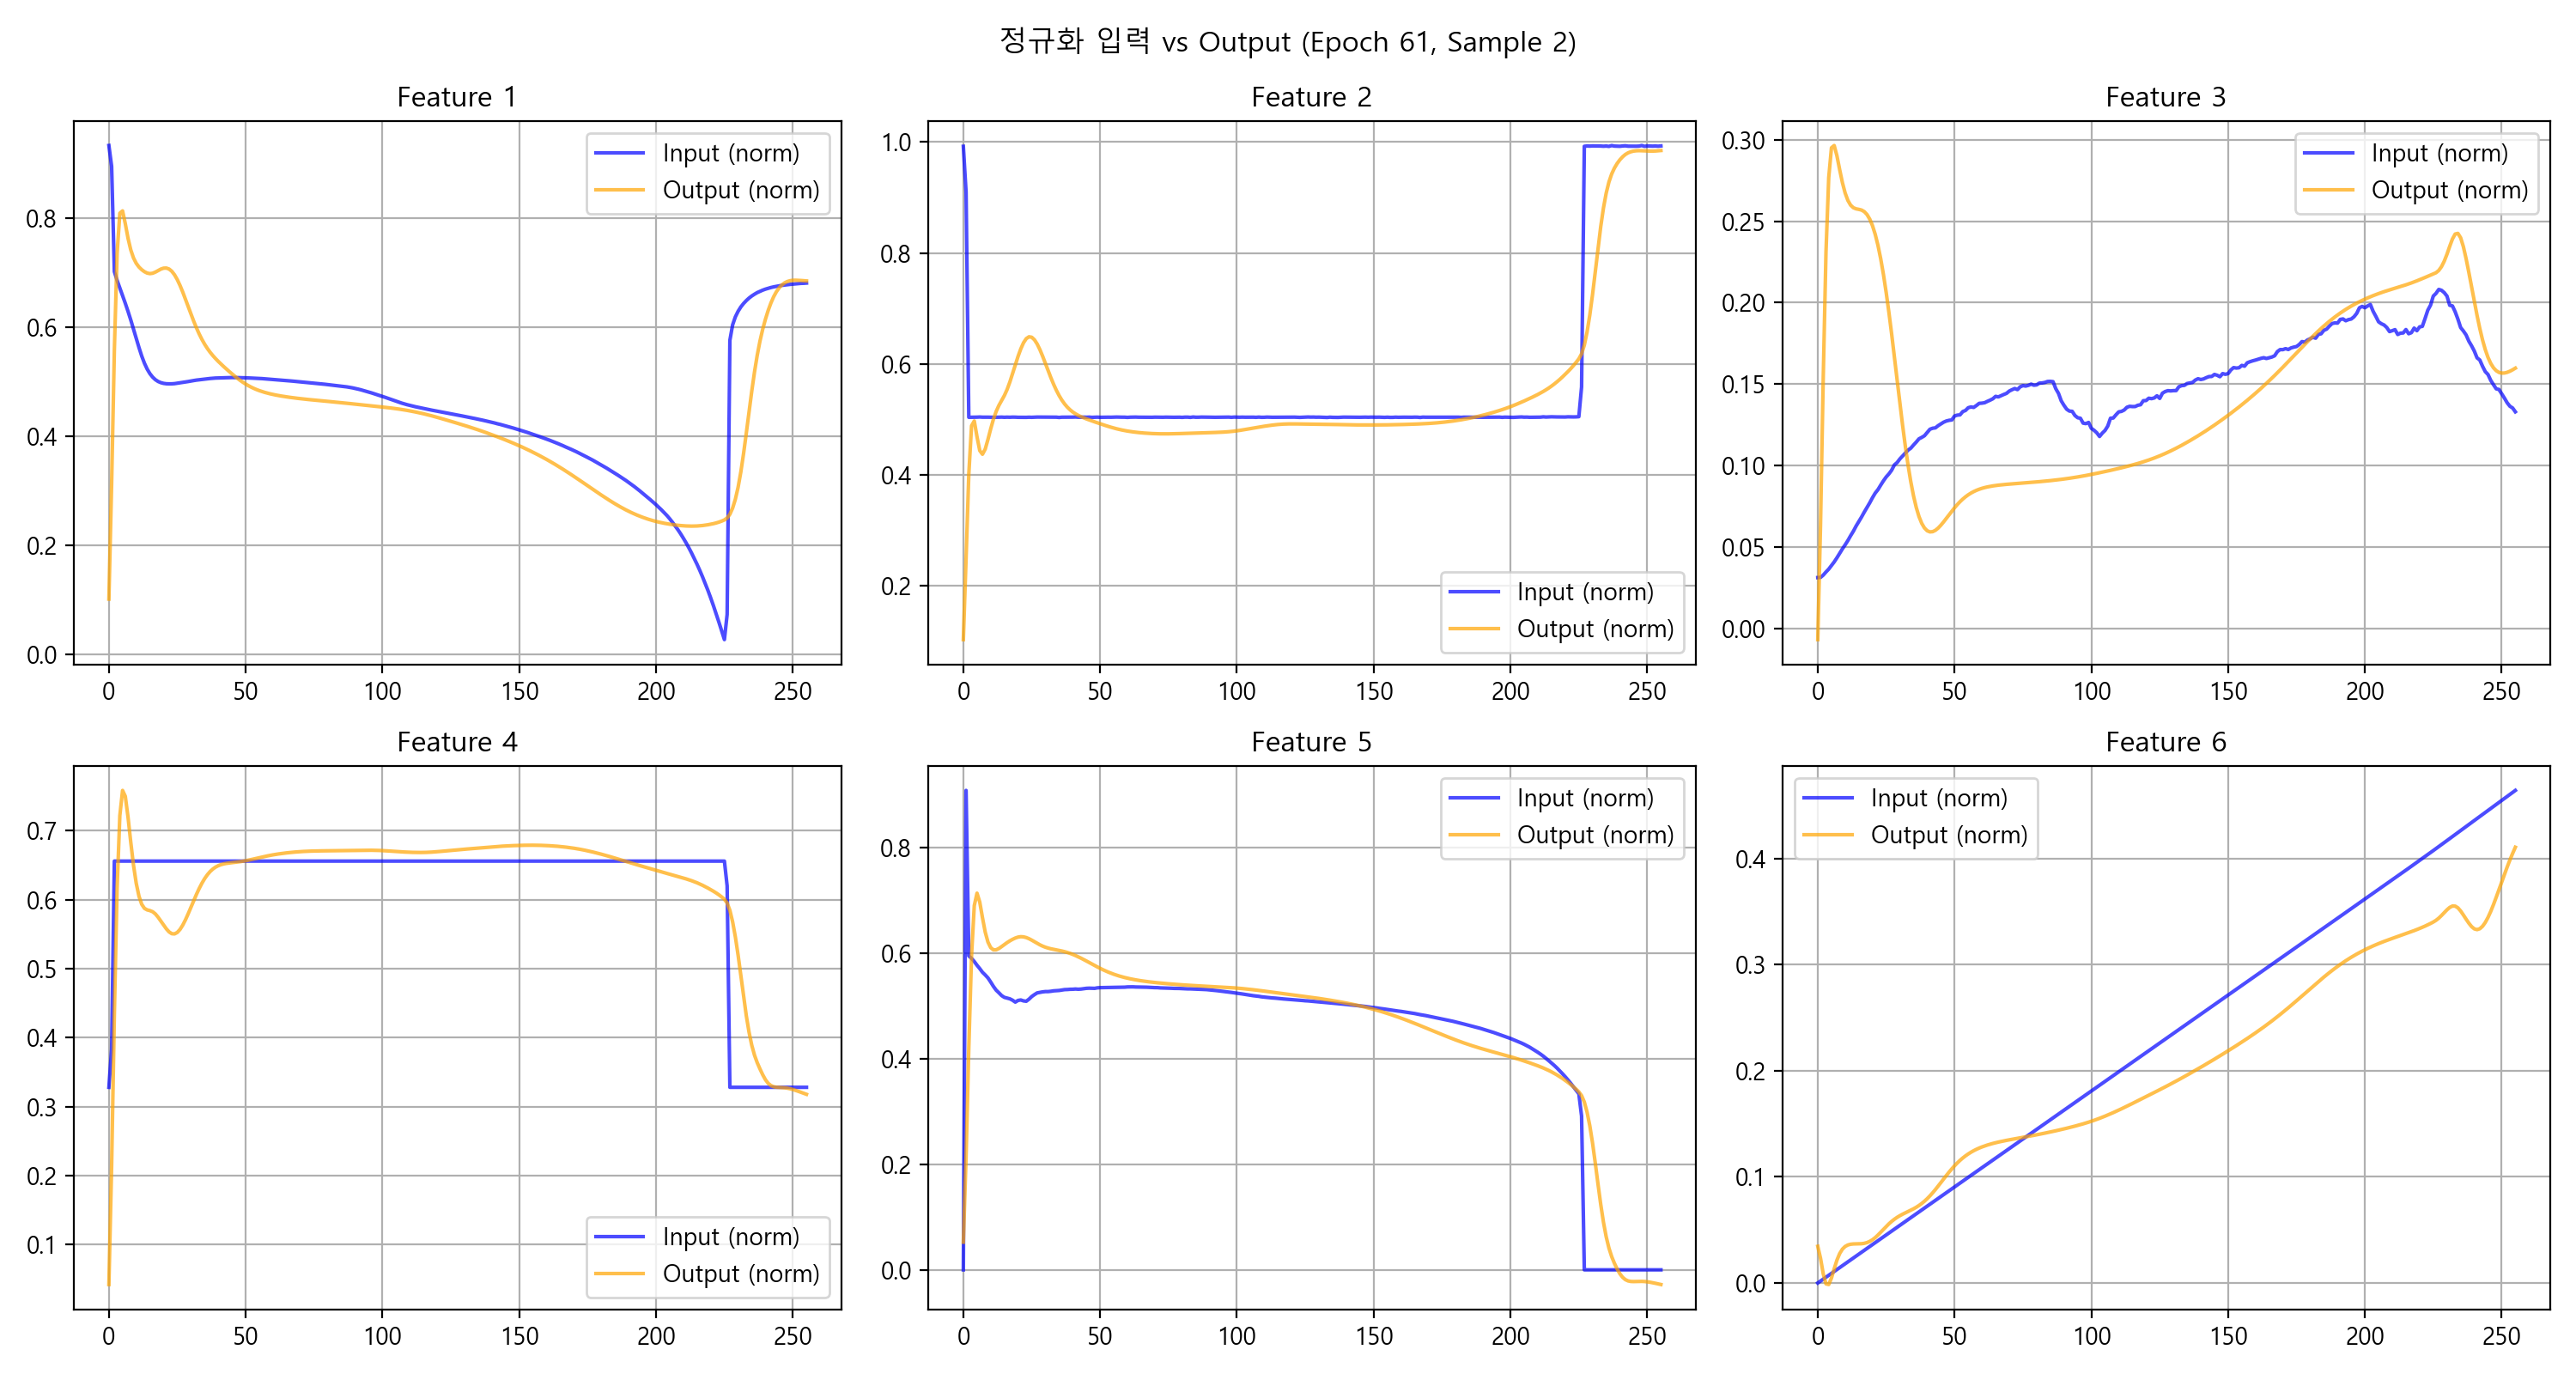 정규화 입력 vs Output (Epoch 61, Sample 2)
Feature 1
Input (norm)
Output (norm)
0.8
0.6
0.4
0.2
0.0
0 50 100 150 200 250
Feature 2
Input (norm)
Output (norm)
1.0
0.8
0.6
0.4
0.2
0 50 100 150 200 250
Feature 3
Input (norm)
Output (norm)
0.30
0.25
0.20
0.15
0.10
0.05
0.00
0 50 100 150 200 250
Feature 4
Input (norm)
Output (norm)
0.7
0.6
0.5
0.4
0.3
0.2
0.1
0 50 100 150 200 250
Feature 5
Input (norm)
Output (norm)
0.8
0.6
0.4
0.2
0.0
0 50 100 150 200 250
Feature 6
Input (norm)
Output (norm)
0.4
0.3
0.2
0.1
0.0
0 50 100 150 200 250